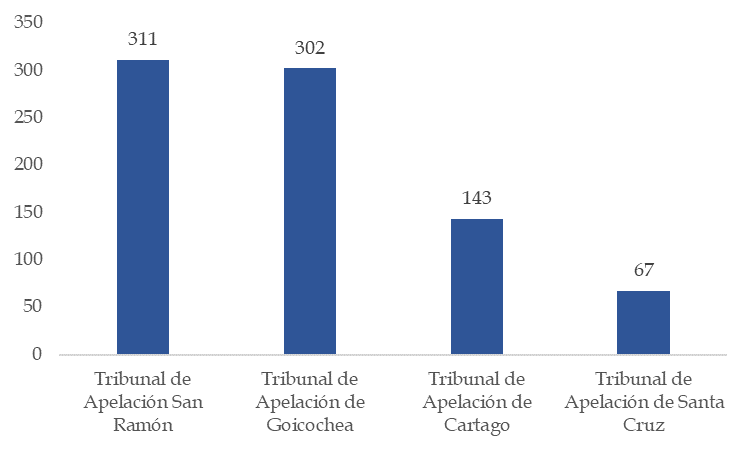 350
300
250
200
150
100
50
0
311
302
143
67
Tribunal de
Apelación San
Ramón
Tribunal de
Apelación de
Goicochea
Tribunal de
Apelación de
Cartago
Tribunal de
Apelación de Santa
Cruz